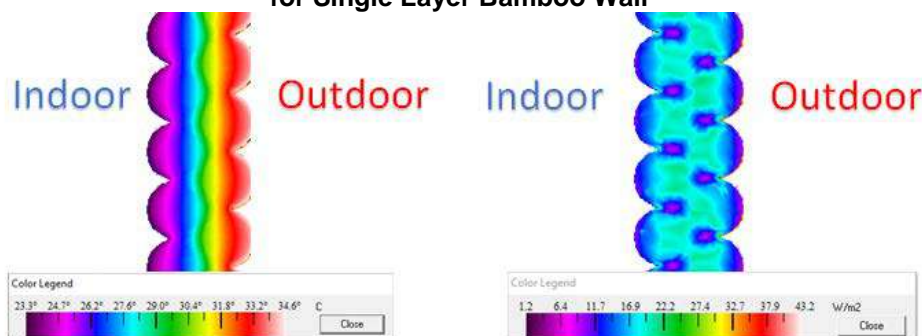 for Single Layer Bamboo Wall
Indoor Outdoor Indoor Outdoor
Color Legend
23.3° 24.7° 26.2° 27.6° 29.0° 30.4° 31.8° 33.2° 34.6° C
Close
Color Legend
1.2 6.4 11.7 16.9 22.2 27.4 32.7 37.9 43.2 W/m2
Close